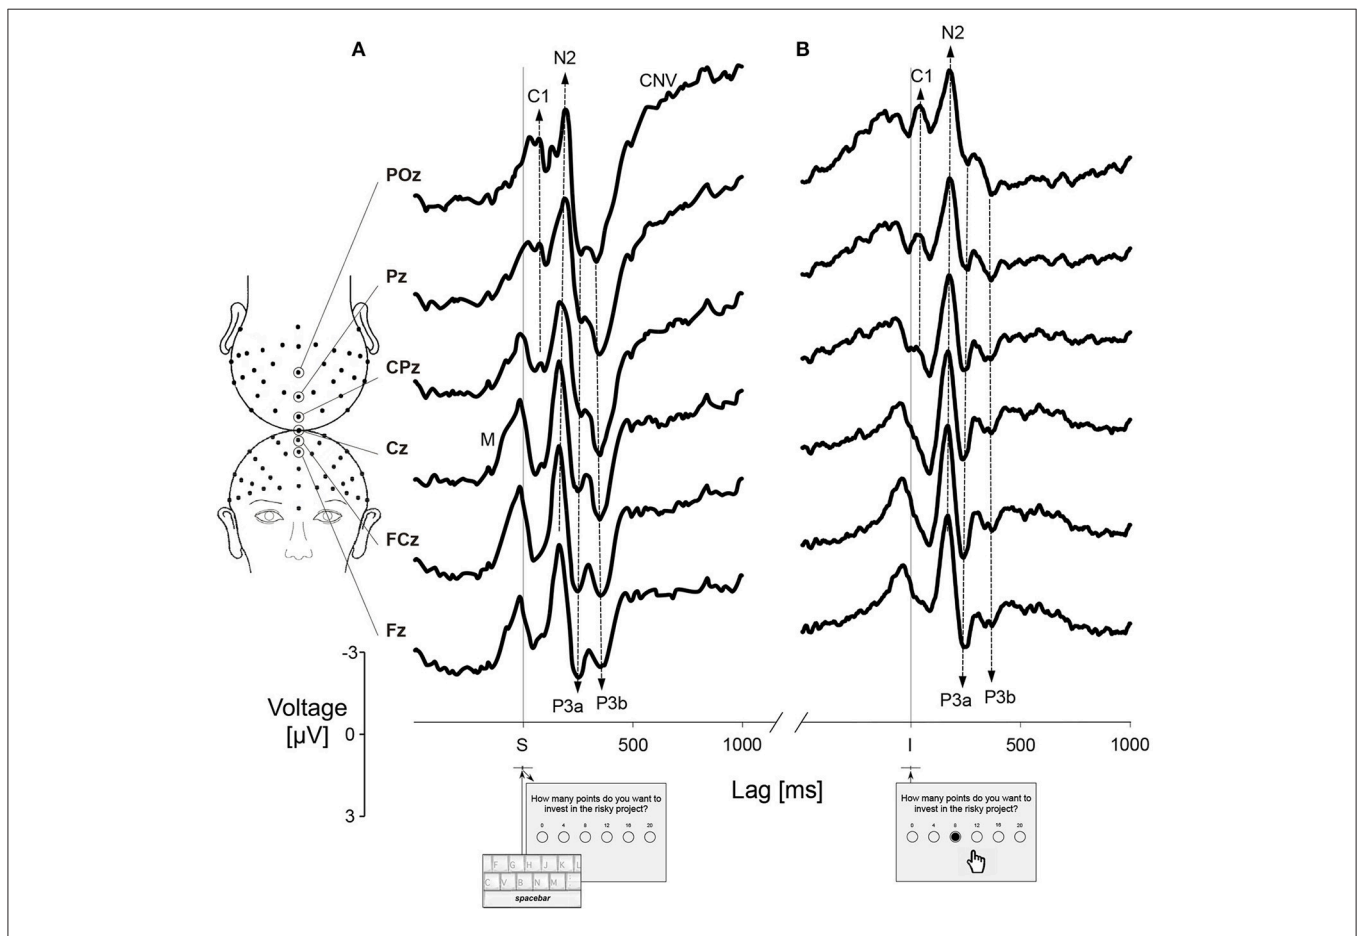 A
B
N2
C1
CNV
N2
C1
POz
Pz
CPz
Cz
FCz
Fz
M
P3a
P3b
P3a
P3b
-3
0
3
Voltage
[µV]
S
500
1000
I
500
1000
Lag [ms]
How many points do you want to
invest in the risky project?
0 4 8 12 16 20
F G H J K L
C V B N M
spacebar
How many points do you want to
invest in the risky project?
0 4 8 12 16 20